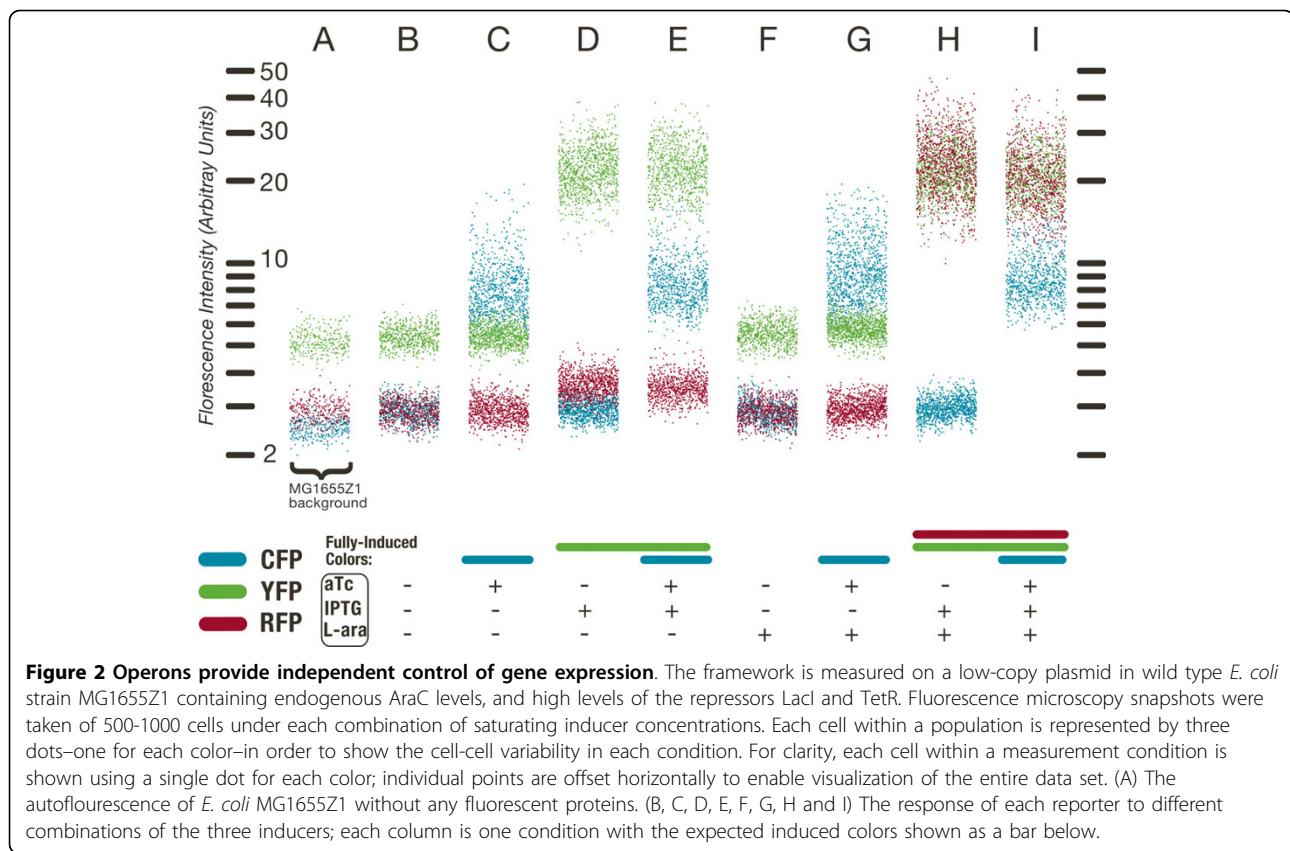 A B C D E F G H I
50
40
30
20
10
2
Florescence Intensity (Arbitray Units)
MG1655Z1
background
Fully-Induced
Colors:
CFP
YFP
RFP
aTc - + - + - + - +
IPTG - - + + - - + +
L-ara - - - - + + + +
Figure 2 Operons provide independent control of gene expression. The framework is measured on a low-copy plasmid in wild type E. coli
strain MG1655Z1 containing endogenous AraC levels, and high levels of the repressors LacI and TetR. Fluorescence microscopy snapshots were
taken of 500-1000 cells under each combination of saturating inducer concentrations. Each cell within a population is represented by three
dots–one for each color–in order to show the cell-cell variability in each condition. For clarity, each cell within a measurement condition is
shown using a single dot for each color; individual points are offset horizontally to enable visualization of the entire data set. (A) The
autoflourescence of E. coli MG1655Z1 without any fluorescent proteins. (B, C, D, E, F, G, H and I) The response of each reporter to different
combinations of the three inducers; each column is one condition with the expected induced colors shown as a bar below.